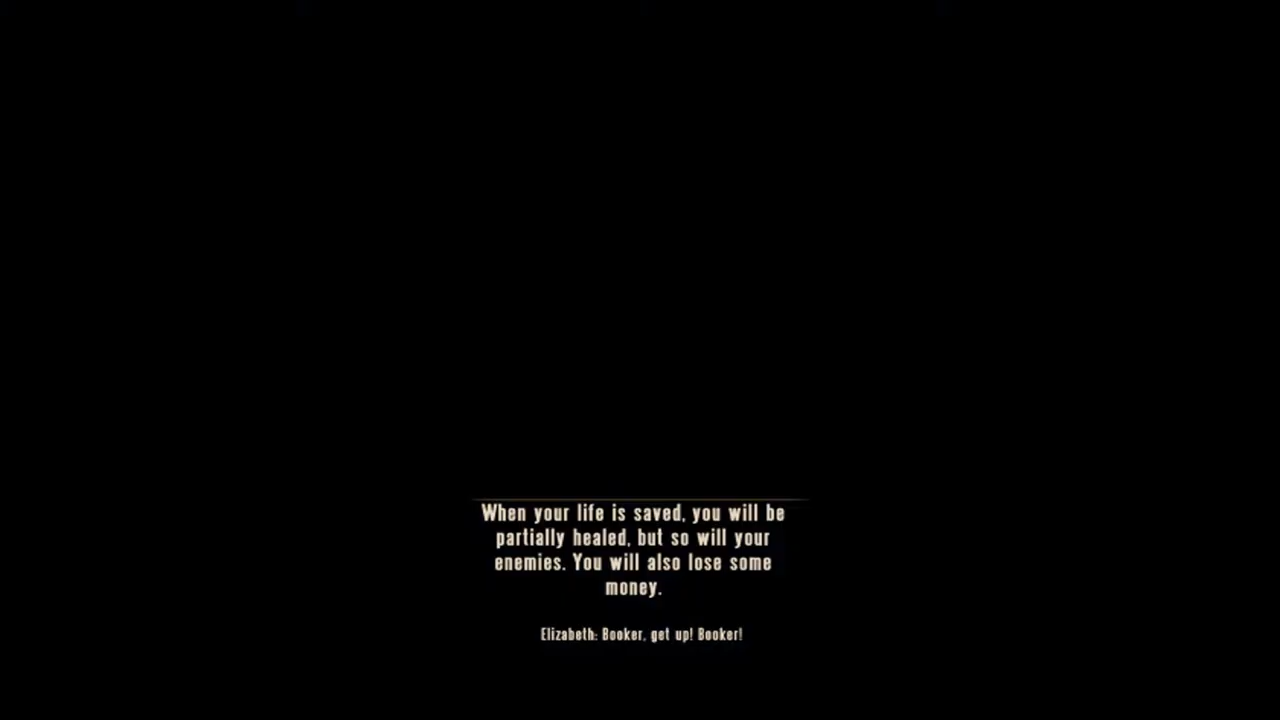 When your life is saved, you will be
partially healed, but so will your
enemies. You will also lose some
money.
Elizabeth: Booker, get up! Booker!